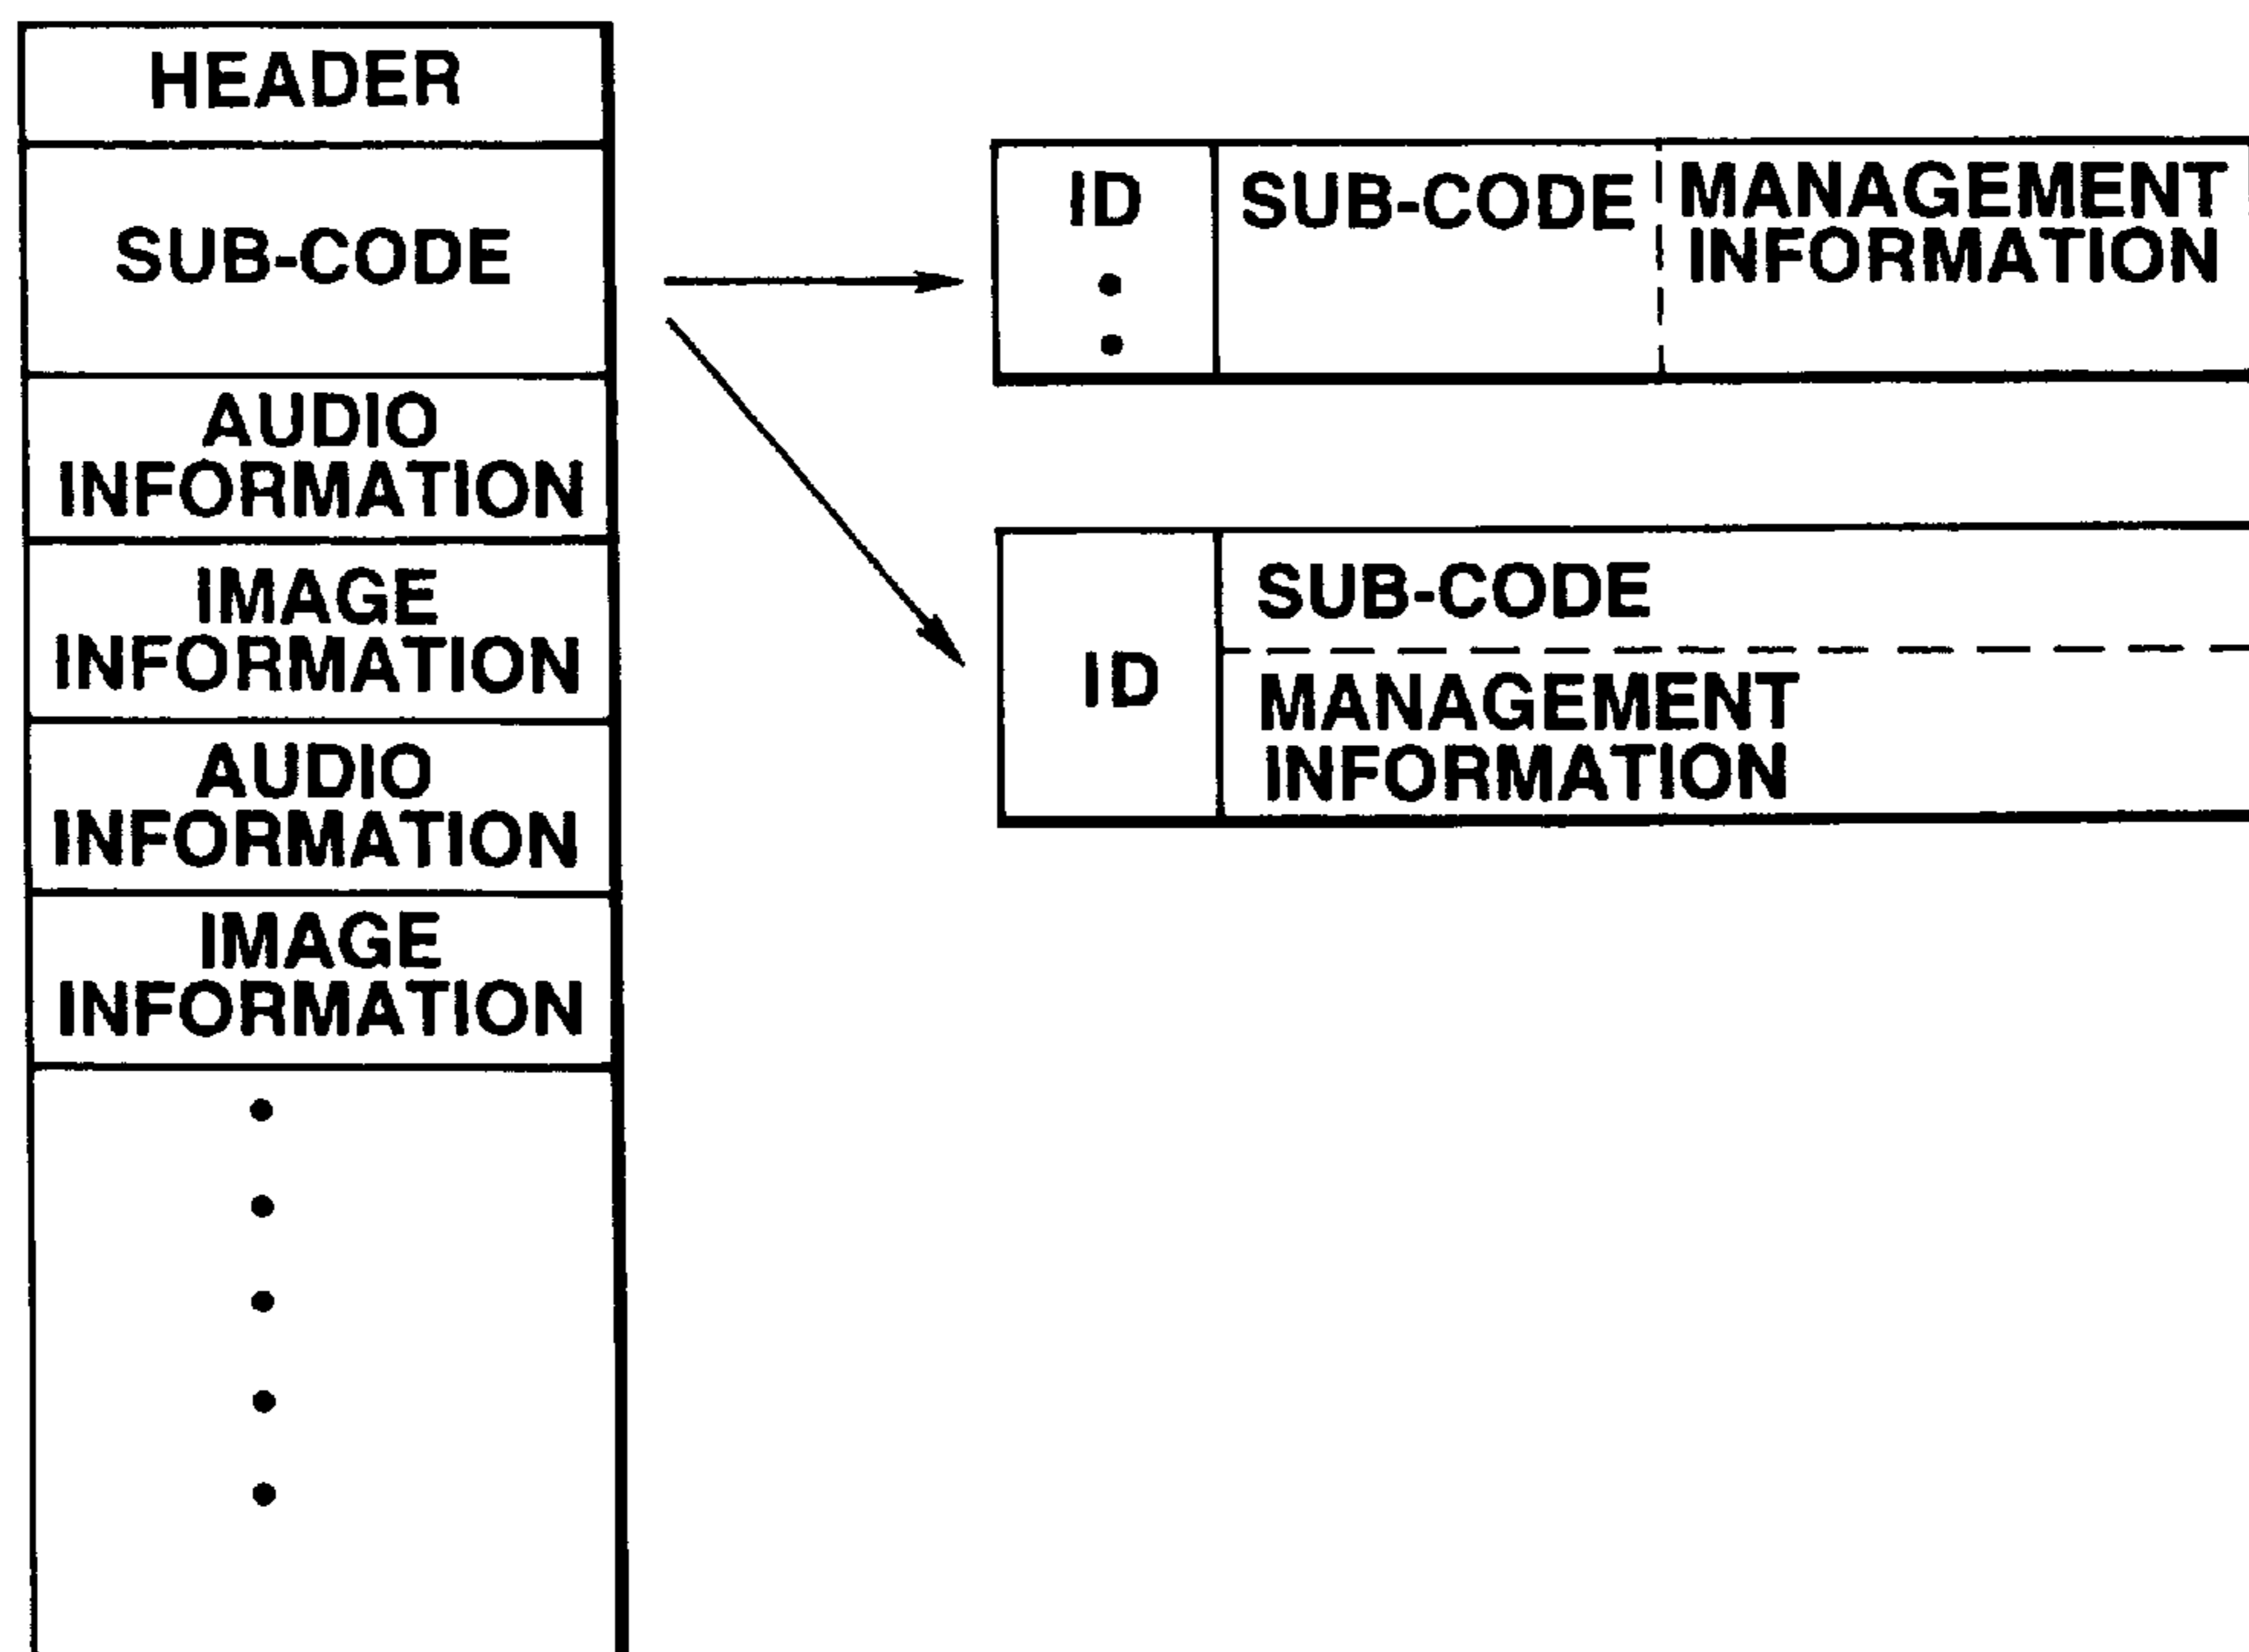 HEADER
SUB-CODE
AUDIO
INFORMATION
IMAGE
INFORMATION
AUDIO
INFORMATION
IMAGE
INFORMATION
ID
SUB-CODE
MANAGEMENT
INFORMATION
ID
SUB-CODE
MANAGEMENT
INFORMATION